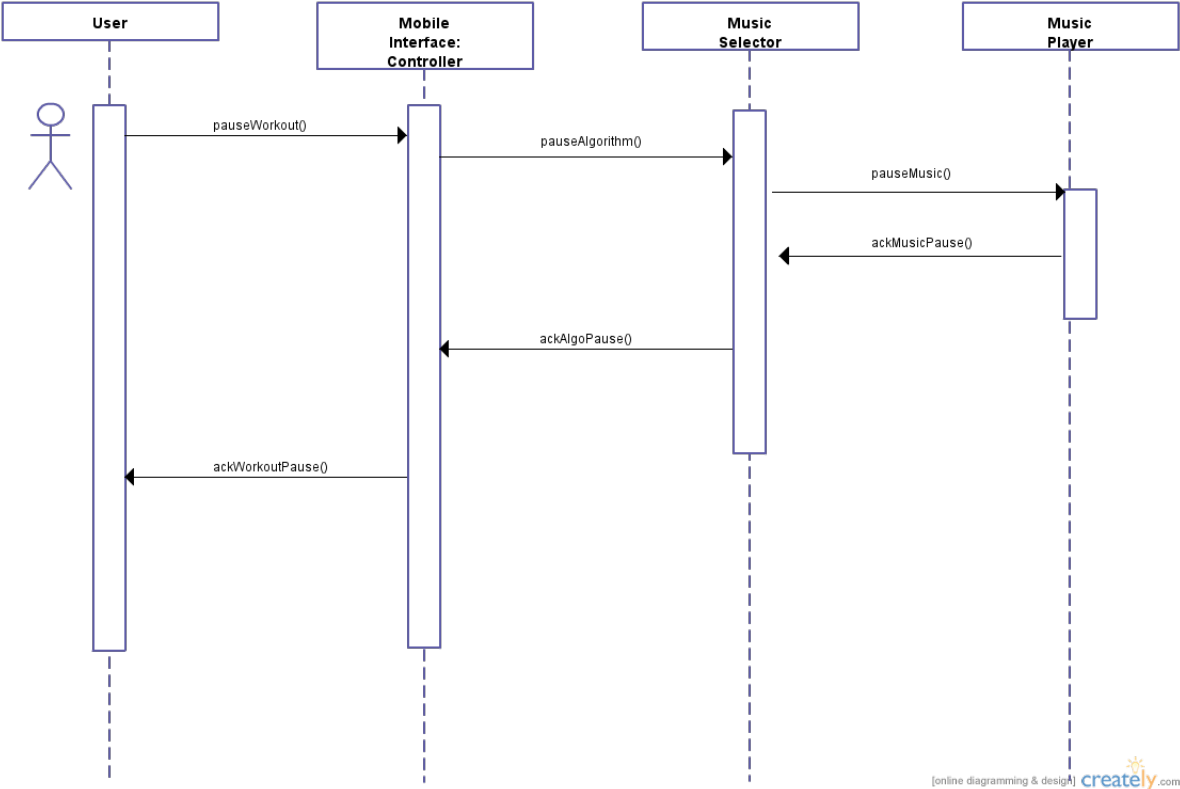 User
Mobile
Interface:
Controller
Music
Selector
Music
Player
pauseWorkout()
pauseAlgorithm()
pauseMusic()
ackMusicPause()
ackAlgoPause()
ackWorkoutPause()
[online diagramming & design] creately.com